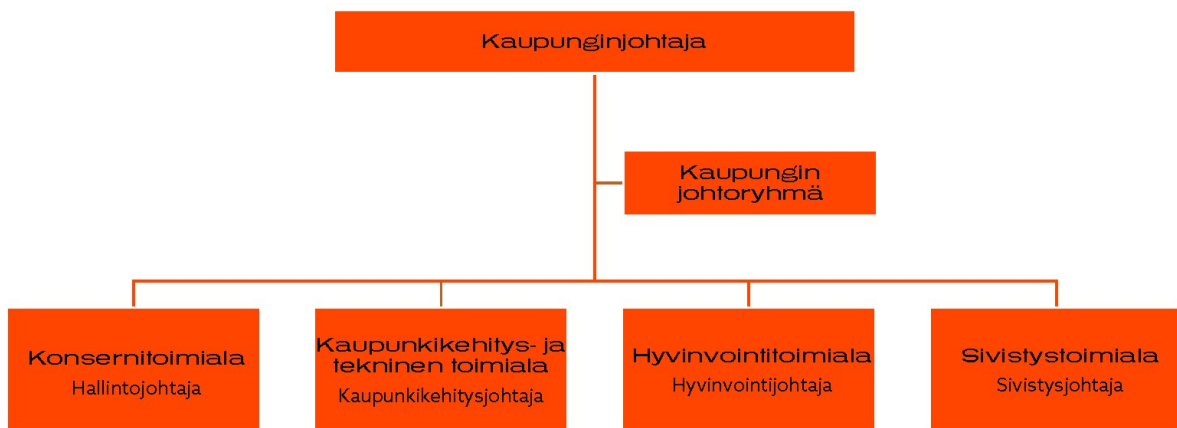 Kaupunginjohtaja
Kaupungin
johtoryhmä
Konsernitoimiala
Hallintojohtaja
Kaupunkikehitys- ja
tekninen toimiala
Kaupunkikehitysjohtaja
Hyvinvointitoimiala
Hyvinvointijohtaja
Sivistystoimiala
Sivistysjohtaja